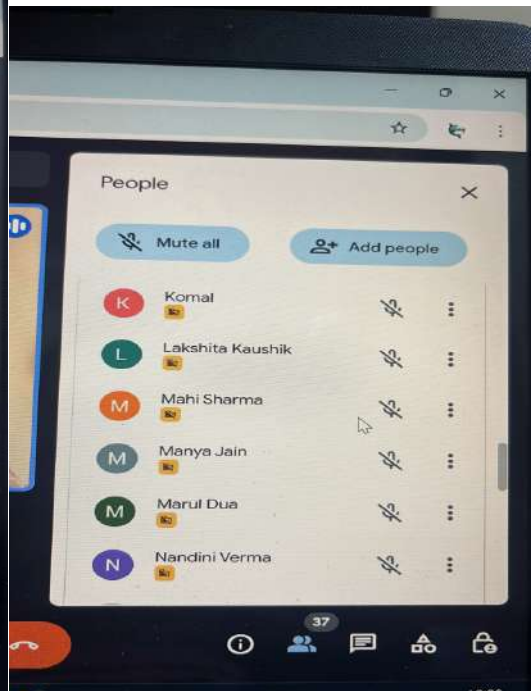 People
Mute all
Add people
K
Komal
L
Lakshita Kaushik
M
Mahi Sharma
M
Manya Jain
M
Marul Dua
N
Nandini Verma
37